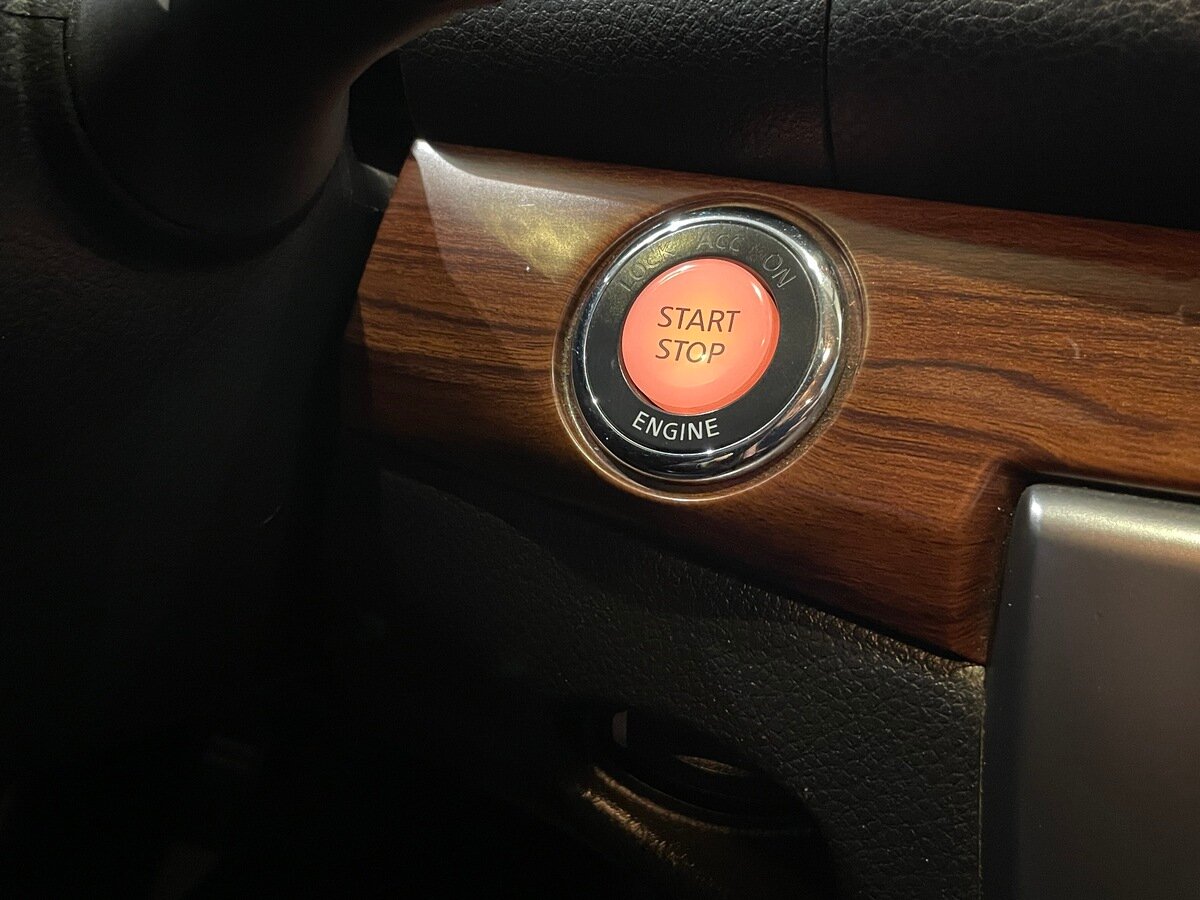 LOCK ACC ON
START
STOP
ENGINE